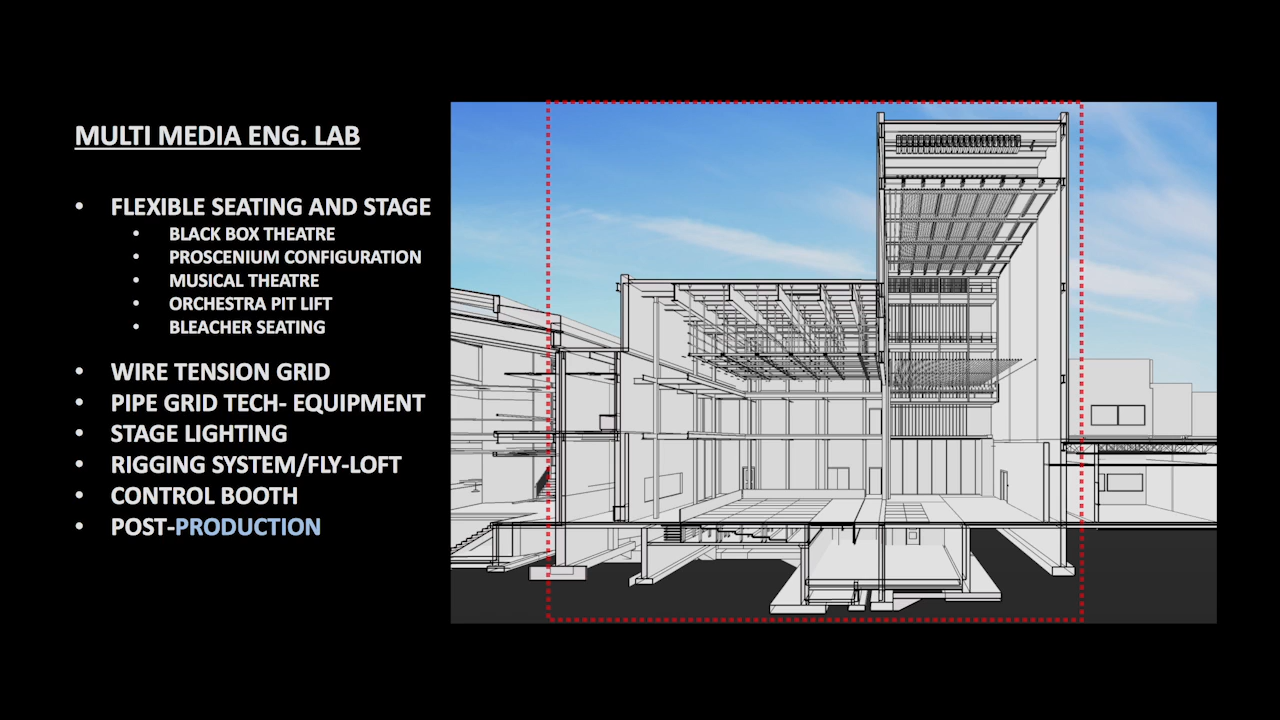 MULTI MEDIA ENG. LAB
• FLEXIBLE SEATING AND STAGE
• BLACK BOX THEATRE
• PROSCENIUM CONFIGURATION
• MUSICAL THEATRE
• ORCHESTRA PIT LIFT
• BLEACHER SEATING
• WIRE TENSION GRID
• PIPE GRID TECH- EQUIPMENT
• STAGE LIGHTING
• RIGGING SYSTEM/FLY-LOFT
• CONTROL BOOTH
• POST-PRODUCTION